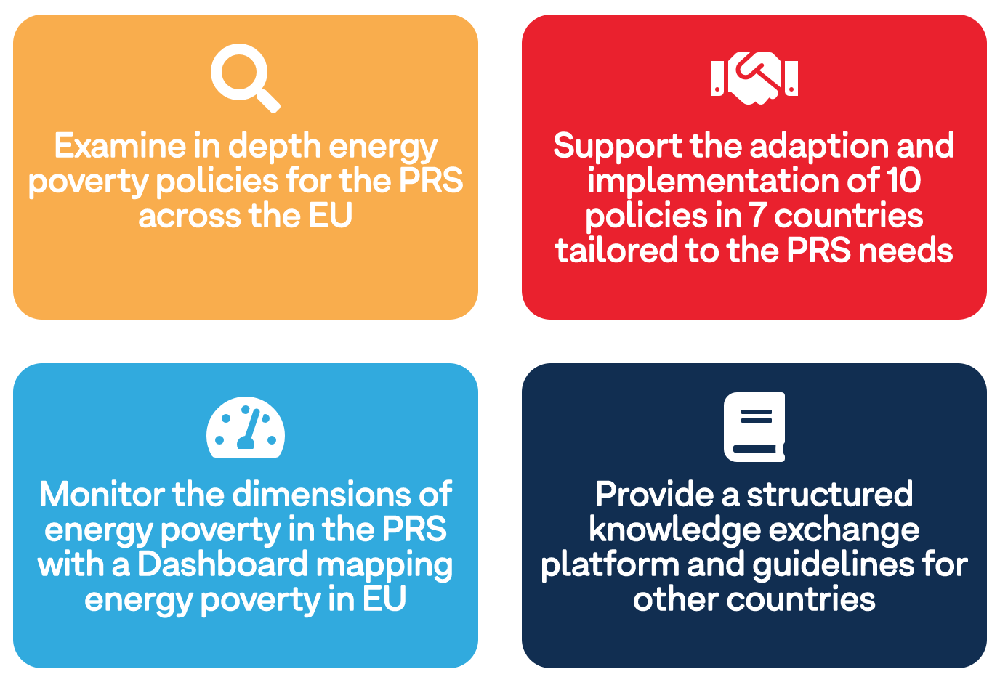 Examine in depth energy
poverty policies for the PRS
across the EU
Support the adaption and
implementation of 10
policies in 7 countries
tailored to the PRS needs
Monitor the dimensions of
energy poverty in the PRS
with a Dashboard mapping
energy poverty in EU
Provide a structured
knowledge exchange
platform and guidelines for
other countries